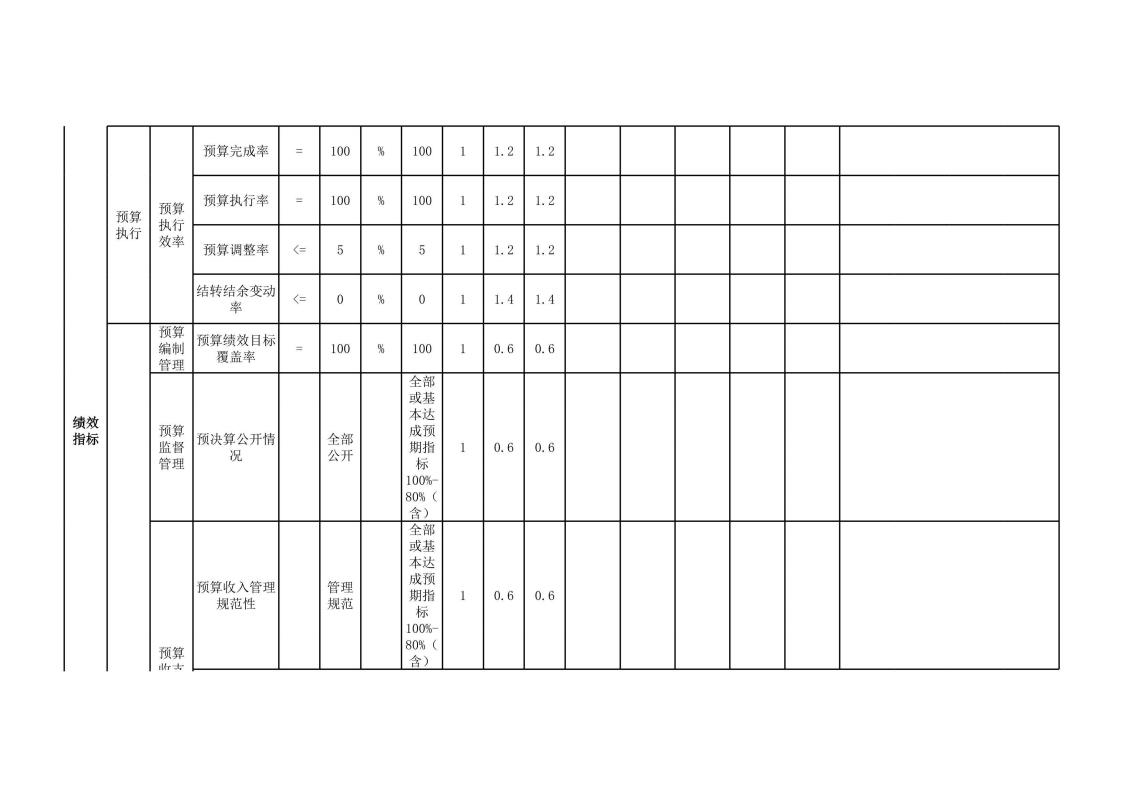 预算完成率 = 100 % 100 1 1.2 1.2
预算
执行
预算
执行
效率
预算执行率 = 100 % 100 1 1.2 1.2
预算调整率 <= 5 % 5 1 1.2 1.2
结转结余变动
率
<= 0 % 0 1 1.4 1.4
绩效
指标
预算
编制
管理
预算绩效目标
覆盖率
= 100 % 100 1 0.6 0.6
预算
监督
管理
预决算公开情
况
全部
公开
全部
或基
本达
成预
期指
标
100%-
80%（
含）
1 0.6 0.6
预算
收支
预算收入管理
规范性
管理
规范
全部
或基
本达
成预
期指
标
100%-
80%（
含）
1 0.6 0.6